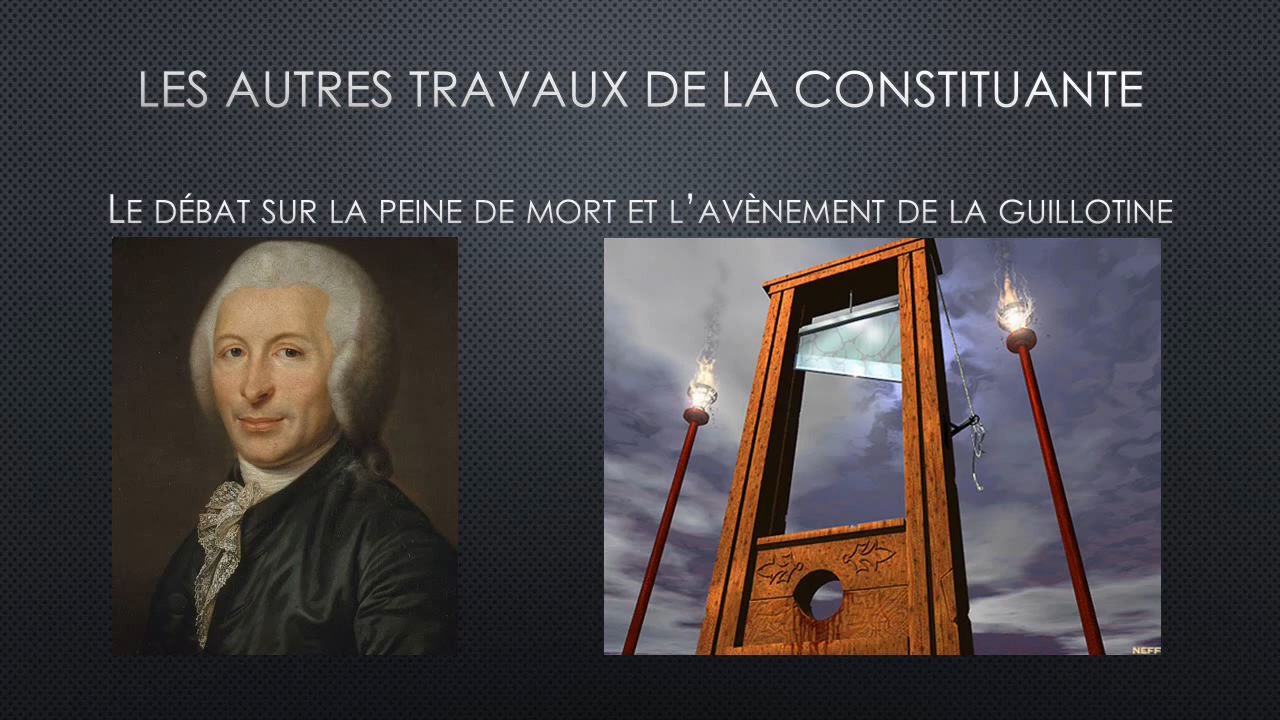 LES AUTRES TRAVAUX DE LA CONSTITUANTE
LE DÉBAT SUR LA PEINE DE MORT ET L’AVÈNEMENT DE LA GUILLOTINE
NEFF